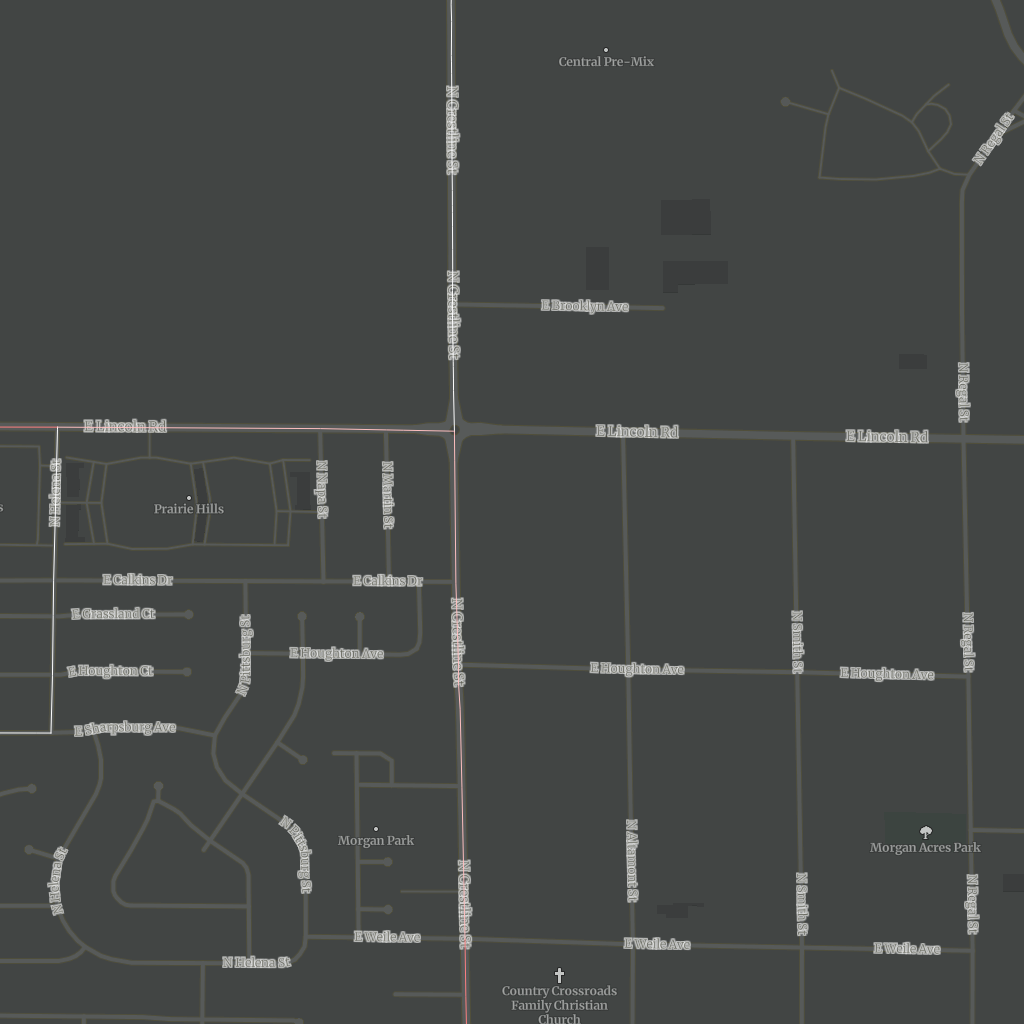 Central Pre-Mix
N Crestline St
N Regal St
N Crestline St
E Brooklyn Ave
N Regal St
E Lincoln Rd
E Lincoln Rd
E Lincoln Rd
N Helena St
N Napa St
N Martin St
s
Prairie Hills
E Calkins Dr
E Calkins Dr
E Grassland Ct
N Pittsburg St
N Crestline St
N Smith St
N Regal St
E Houghton Ave
E Houghton Ct
E Houghton Ave
E Houghton Ave
E Sharpsburg Ave
N Pittsburg St
Morgan Park
N Altamont St
Morgan Acres Park
N Helena St
N Crestline St
N Smith St
N Regal St
E Weile Ave
E Weile Ave
E Weile Ave
N Helena St
Country Crossroads
Family Christian
Church